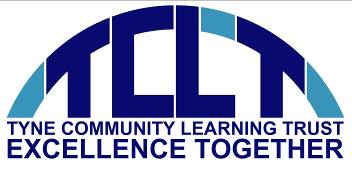 TCLT
TYNE COMMUNITY LEARNING TRUST
EXCELLENCE TOGETHER